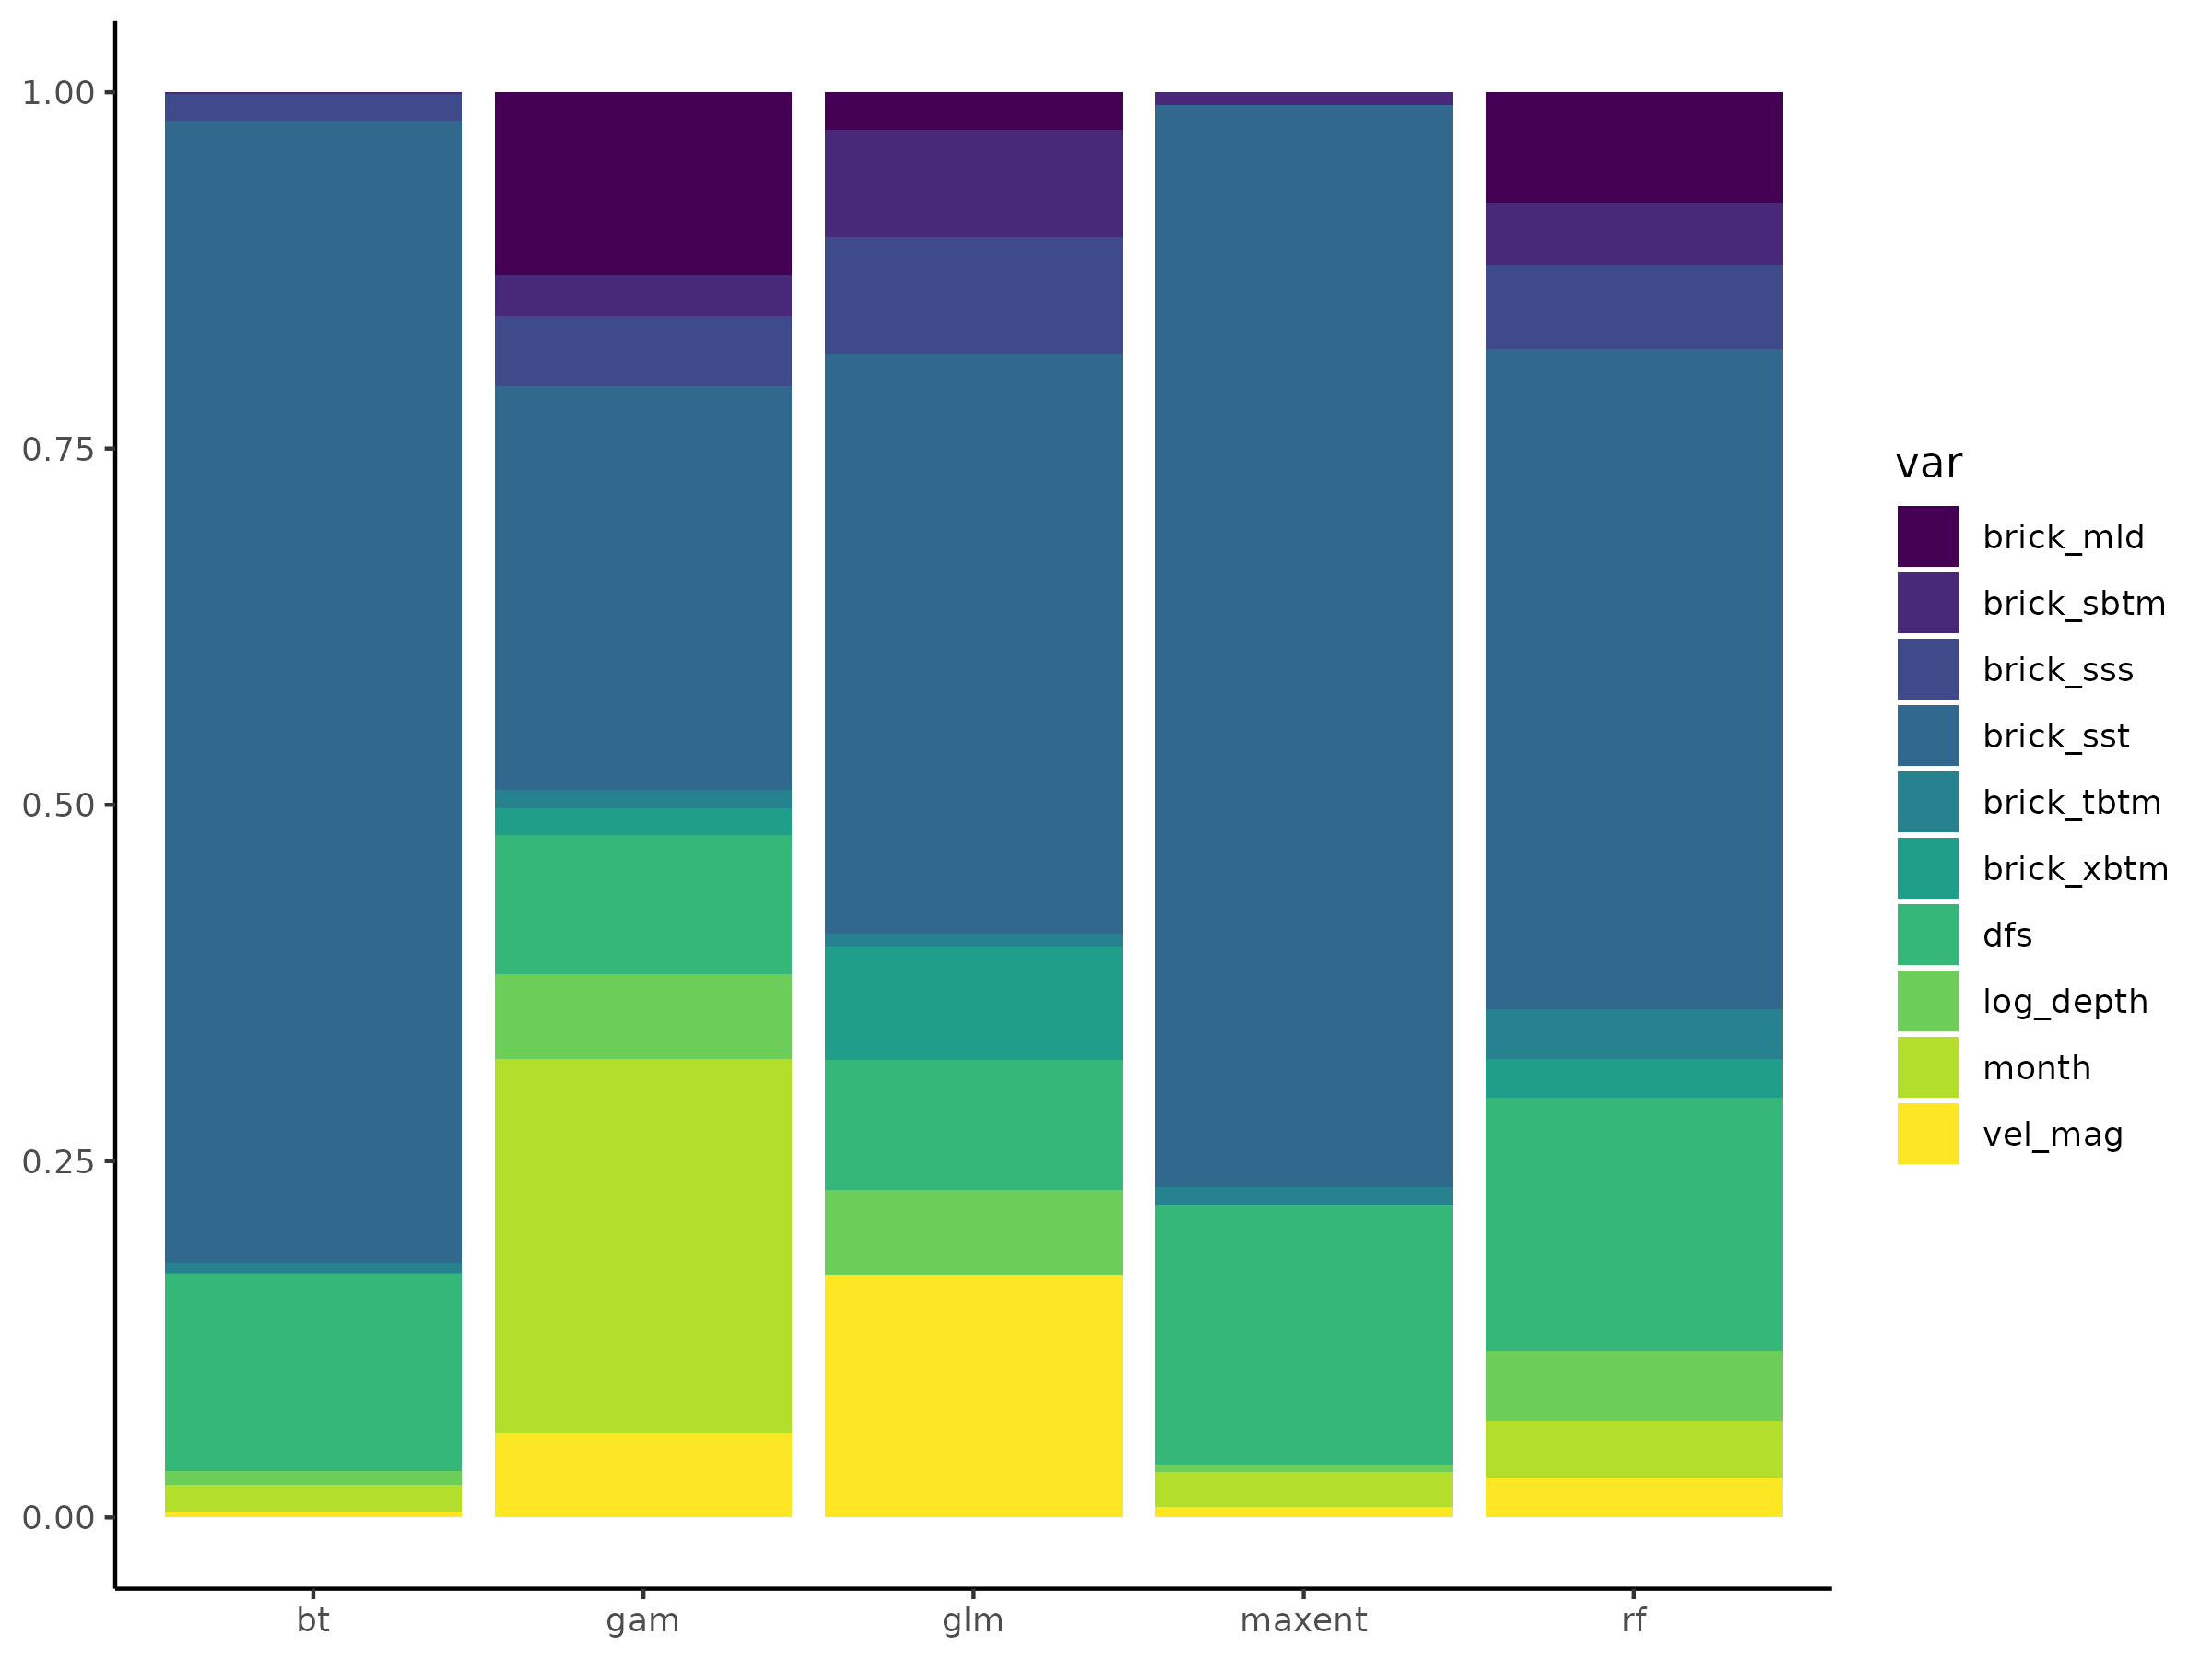 1.00
0.75
0.50
0.25
0.00
bt
gam
glm
maxent
rf
var
brick_mld
brick_sbtm
brick_sss
brick_sst
brick_tbtm
brick_xbtm
dfs
log_depth
month
vel_mag